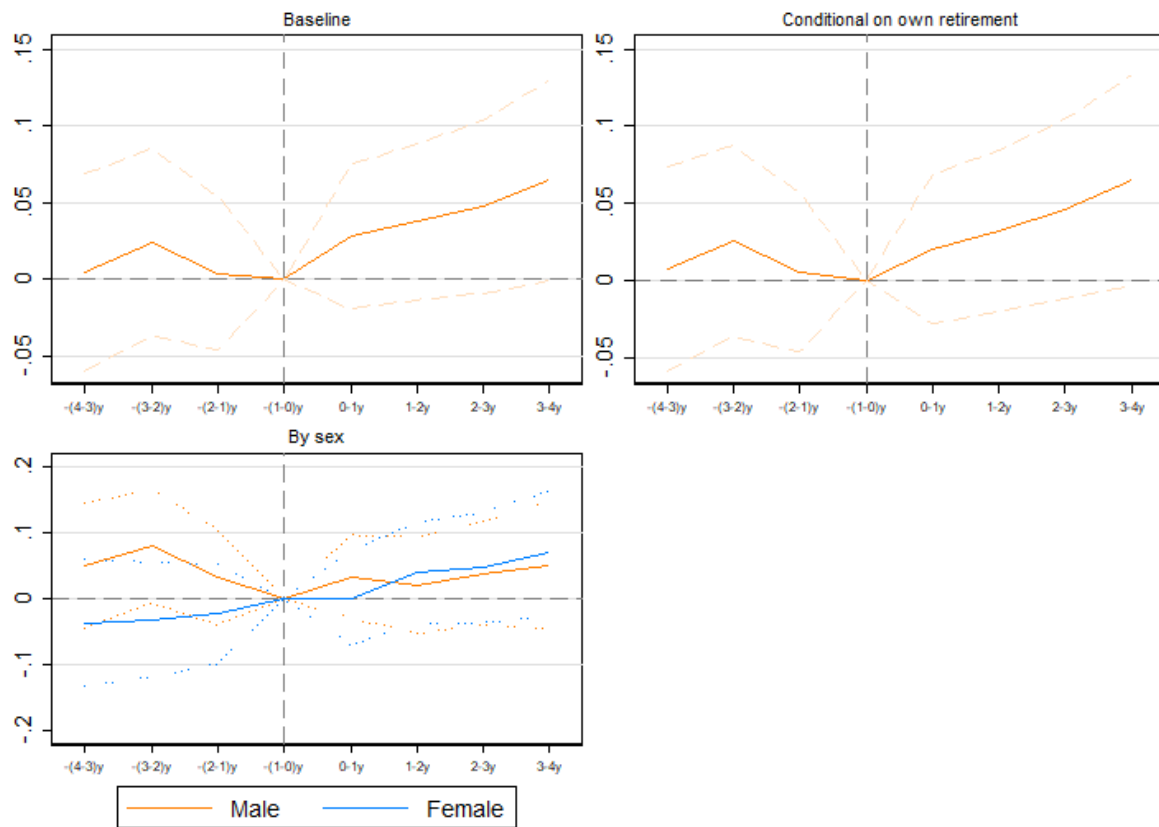 Baseline
.15
.1
.05
0
-.05
-(4-3)y -(3-2)y -(2-1)y -(1-0)y 0-1y 1-2y 2-3y 3-4y
Conditional on own retirement
.15
.1
.05
0
-.05
-(4-3)y -(3-2)y -(2-1)y -(1-0)y 0-1y 1-2y 2-3y 3-4y
By sex
.2
.1
0
-.1
-.2
-(4-3)y -(3-2)y -(2-1)y -(1-0)y 0-1y 1-2y 2-3y 3-4y
Male Female